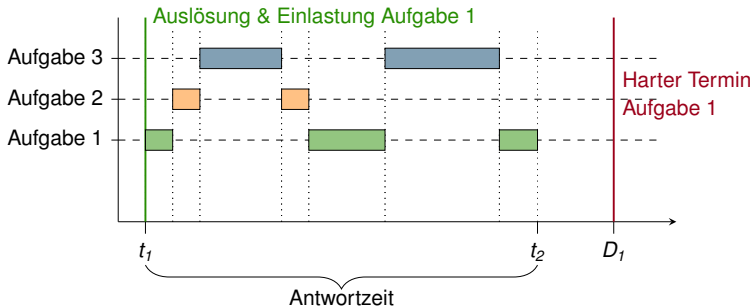 Auslösung & Einlastung Aufgabe 1
Aufgabe 3
Aufgabe 2
Aufgabe 1
Harter Termin
Aufgabe 1
t1
t2
D1
Antwortzeit